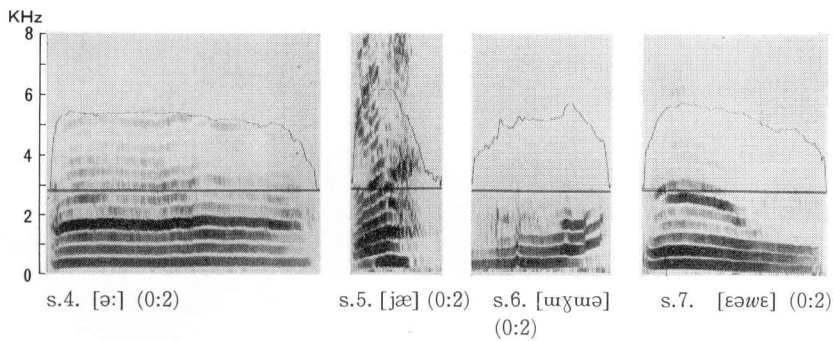 KHz
8
6
4
2
0
s.4. [əː] (0:2)
s.5. [jæ] (0:2)
s.6. [ɯɣɯə]
(0:2)
s.7. [ɛəwɛ] (0:2)